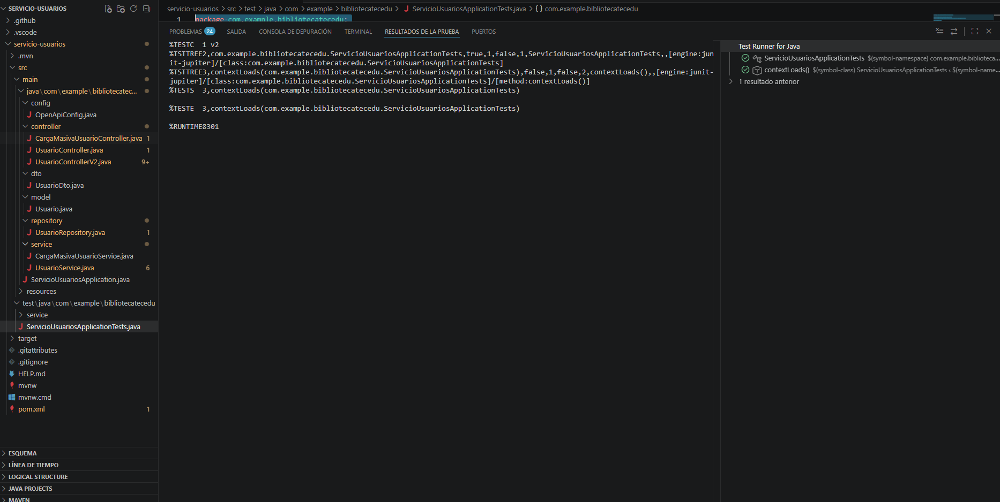 SERVICIO-USUARIOS
.github
.vscode
servicio-usuarios
.mvn
src
main
java\com\example\bibliotecatec...
config
OpenApiConfig.java
controller
CargaMasivaUsuarioController.java 1
UsuarioController.java 1
UsuarioControllerV2.java 9+
dto
UsuarioDto.java
model
Usuario.java
repository
UsuarioRepository.java 1
service
CargaMasivaUsuarioService.java
UsuarioService.java 6
ServicioUsuariosApplication.java
resources
test\java\com\example\bibliotecatecedu
service
ServicioUsuariosApplicationTests.java
target
.gitattributes
.gitignore
HELP.md
mvnw
mvnw.cmd
pom.xml 1
ESQUEMA
LÍNEA DE TIEMPO
LOGICAL STRUCTURE
JAVA PROJECTS
MAVEN
servicio-usuarios > src > test > java > com > example > bibliotecatecedu > ServicioUsuariosApplicationTests.java > {} com.example.bibliotecatecedu
1 package com.example.bibliotecatecedu;
PROBLEMAS 24 SALIDA CONSOLA DE DEPURACIÓN TERMINAL RESULTADOS DE LA PRUEBA PUERTOS
%TESTC 1 v2
%TSTTREE2,com.example.bibliotecatecedu.ServicioUsuariosApplicationTests,true,1,false,1,ServicioUsuariosApplicationTests,,[engine:jun
it-jupiter]/[class:com.example.bibliotecatecedu.ServicioUsuariosApplicationTests]
%TSTTREE3,contextLoads(com.example.bibliotecatecedu.ServicioUsuariosApplicationTests),false,1,false,2,contextLoads(),,[engine:junit-
jupiter]/[class:com.example.bibliotecatecedu.ServicioUsuariosApplicationTests]/[method:contextLoads()]
%TESTS 3,contextLoads(com.example.bibliotecatecedu.ServicioUsuariosApplicationTests)
%TESTE 3,contextLoads(com.example.bibliotecatecedu.ServicioUsuariosApplicationTests)
%RUNTIME8301
Test Runner for Java
ServicioUsuariosApplicationTests $(symbol-namespace) com.example.biblioteca...
contextLoads() $(symbol-class) ServicioUsuariosApplicationTests < $(symbol-name...
1 resultado anterior